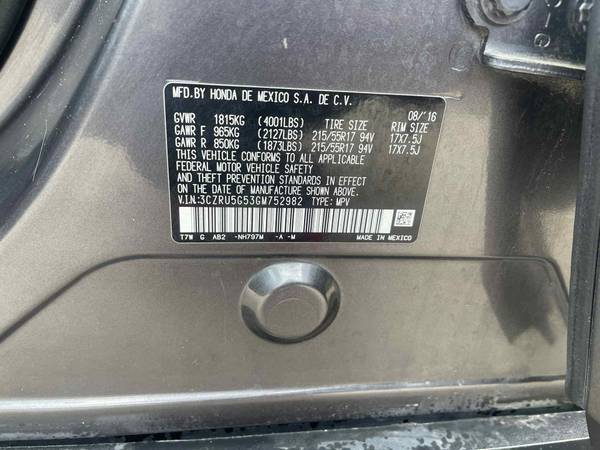 MFD.BY HONDA DE MEXICO S.A. DE C.V.
08/'16
GVWR 1815KG (4001LBS) TIRE SIZE RIM SIZE
GAWR F 965KG (2127LBS) 215/55R17 94V 17X7.5J
GAWR R 850KG (1873LBS) 215/55R17 94V 17X7.5J
THIS VEHICLE CONFORMS TO ALL APPLICABLE
FEDERAL MOTOR VEHICLE SAFETY
AND THEFT PREVENTION STANDARDS IN EFFECT ON THE
DATE OF MANUFACTURE SHOWN ABOVE.
V.I.N:3CZRU5G53GM752982 TYPE: MPV
T7W G AB2 -NH797M -A -M MADE IN MEXICO